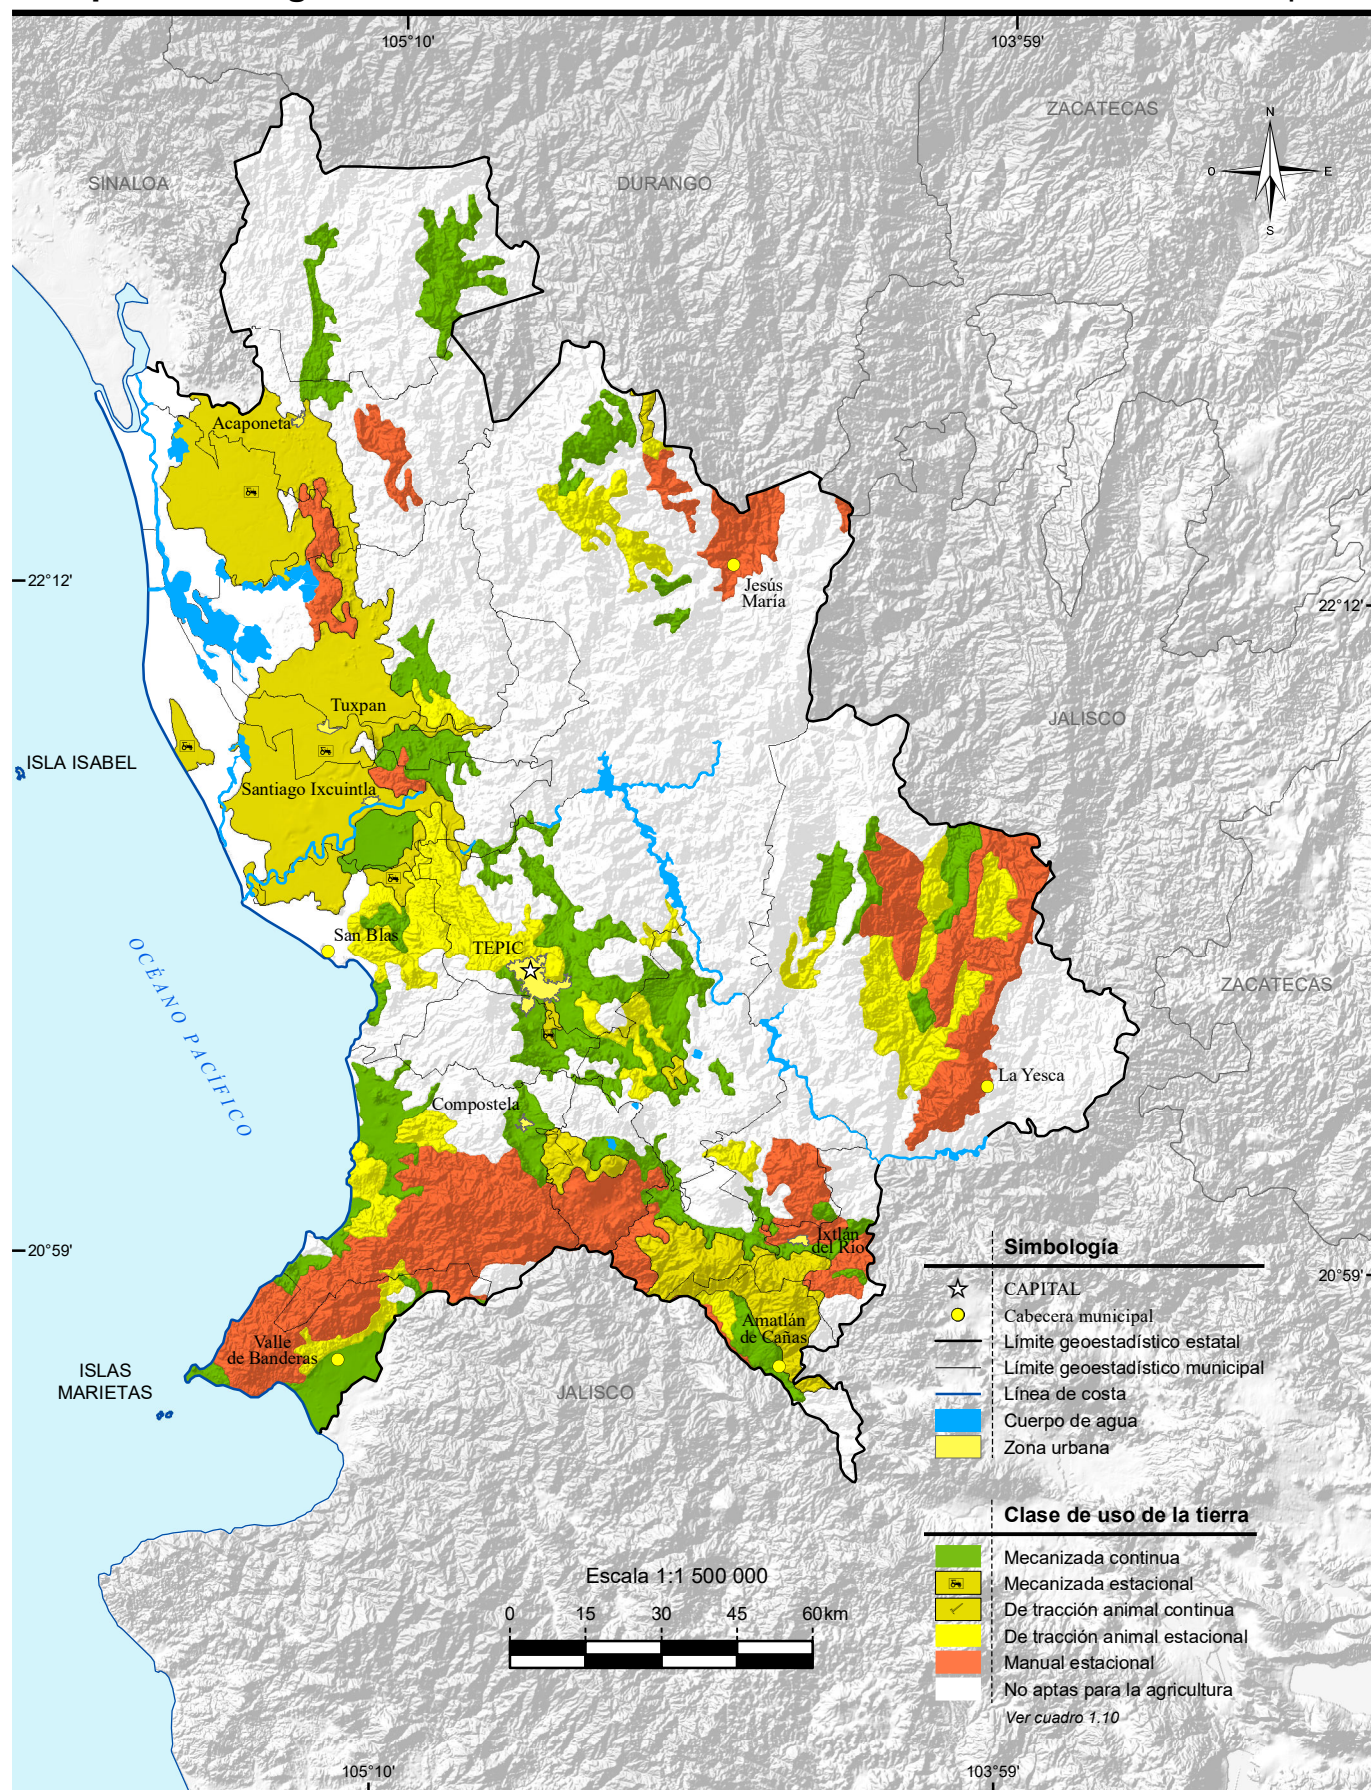 105°10'
103°59'
ZACATECAS
N
O
E
S
SINALOA
DURANGO
Acaponeta
22°12'
Jesús
María
22°12'
Tuxpan
JALISCO
ISLA ISABEL
Santiago Ixcuintla
San Blas
TEPIC
OCÉANO PACÍFICO
ZACATECAS
La Yesca
Compostela
Ixtlán
del Río
20°59'
20°59'
Amatlán
de Cañas
Valle
de Banderas
ISLAS
MARIETAS
JALISCO
Simbología
CAPITAL
Cabecera municipal
Límite geoestadístico estatal
Límite geoestadístico municipal
Línea de costa
Cuerpo de agua
Zona urbana
Clase de uso de la tierra
Mecanizada continua
Mecanizada estacional
De tracción animal continua
De tracción animal estacional
Manual estacional
No aptas para la agricultura
Ver cuadro 1.10
Escala 1:1 500 000
0 15 30 45 60 km
105°10'
103°59'